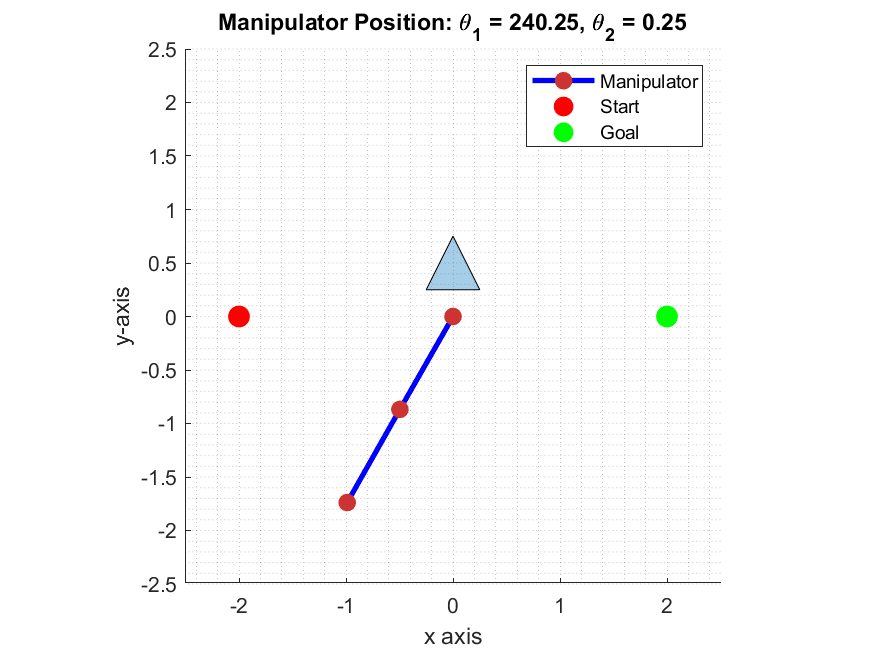 Manipulator Position: θ1 = 240.25, θ2 = 0.25
Manipulator
Start
Goal
2.5
2
1.5
1
0.5
0
-0.5
-1
-1.5
-2
-2.5
y-axis
-2
-1
0
1
2
x axis